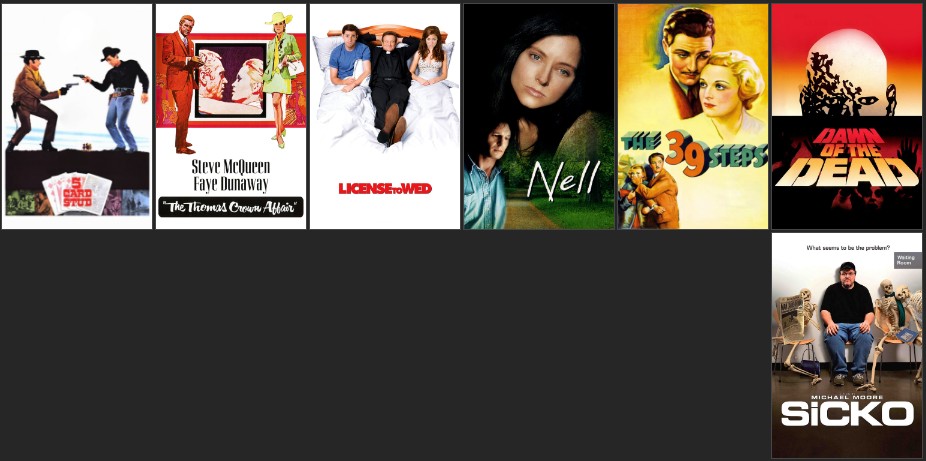 5
CARD
STUD
Steve McQueen
Faye Dunaway
"The Thomas Crown Affair"
LICENSE TO WED
Nell
THE 39 STEPS
DAWN
OF THE
DEAD
What seems to be the problem?
Waiting
Room
MICHAEL MOORE
SiCKO